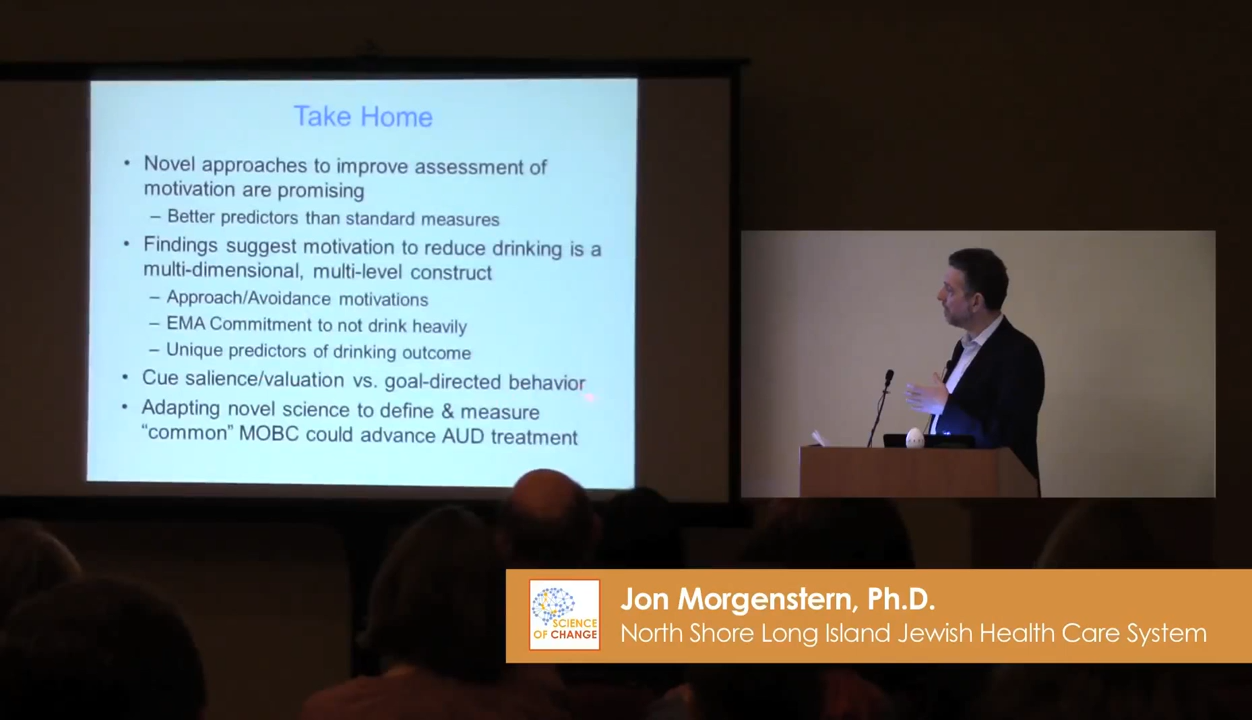 Take Home
• Novel approaches to improve assessment of
motivation are promising
– Better predictors than standard measures
• Findings suggest motivation to reduce drinking is a
multi-dimensional, multi-level construct
– Approach/Avoidance motivations
– EMA Commitment to not drink heavily
– Unique predictors of drinking outcome
• Cue salience/valuation vs. goal-directed behavior
• Adapting novel science to define & measure
“common” MOBC could advance AUD treatment
SCIENCE
OF CHANGE
Jon Morgenstern, Ph.D.
North Shore Long Island Jewish Health Care System